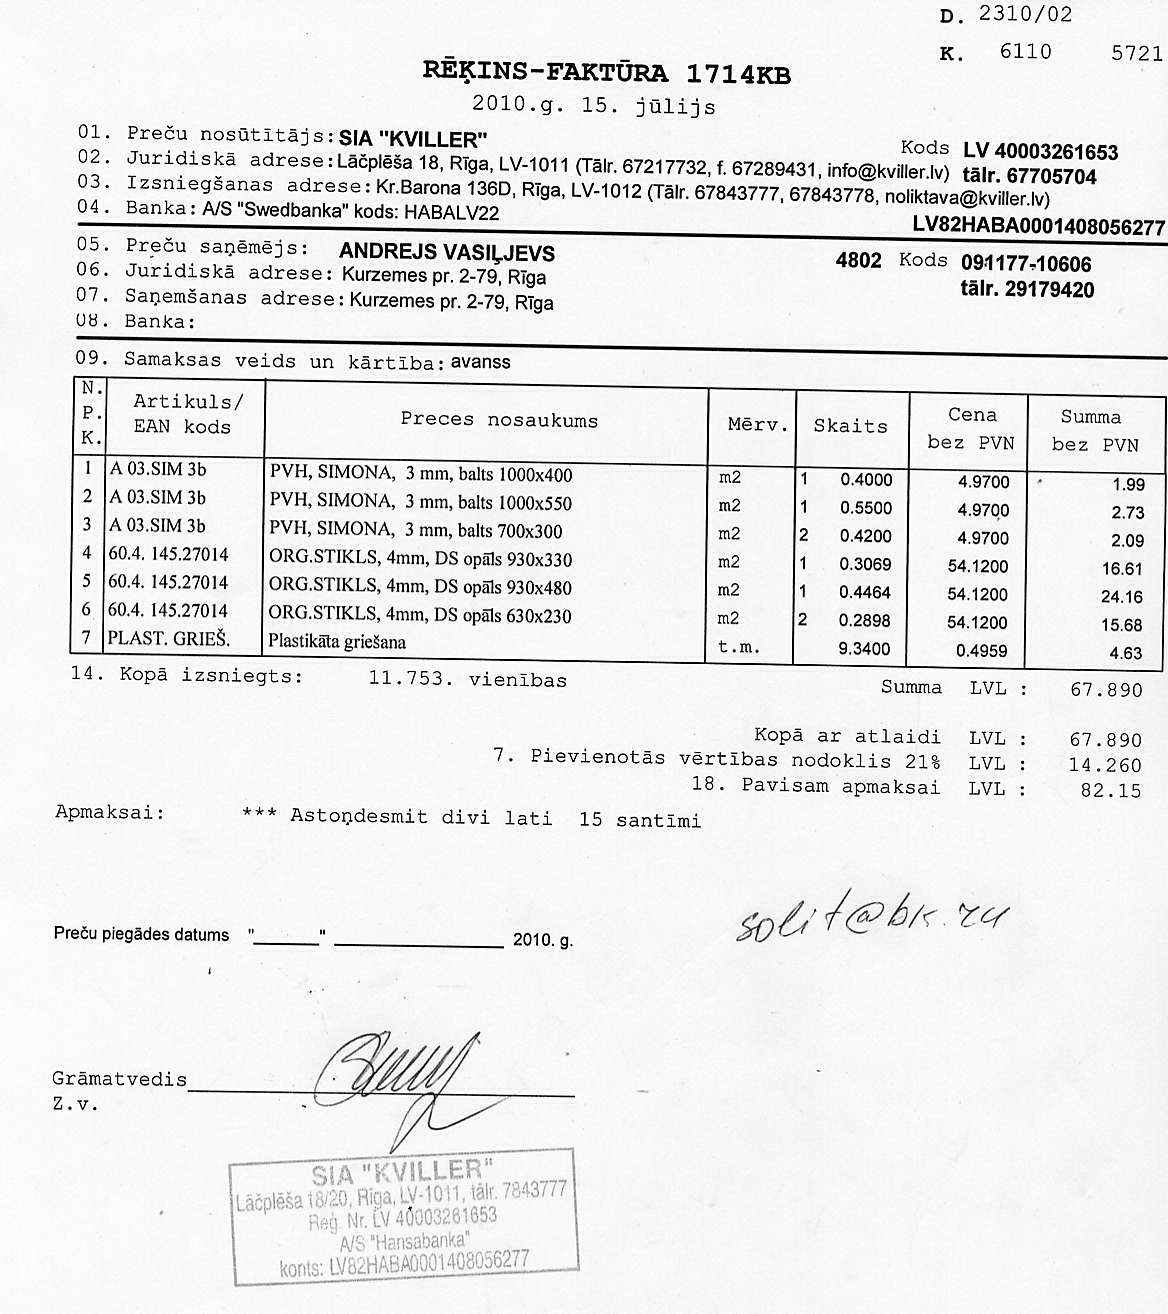 D. 2310/02
K. 6110 5721
RĒĶINS-FAKTŪRA 1714KB
2010.g. 15. jūlijs
01. Preču nosūtītājs: SIA "KVILLER" Kods LV 40003261653
02. Juridiskā adrese: Lāčplēša 18, Rīga, LV-1011 (Tālr. 67217732, f. 67289431, info@kviller.lv) tālr. 67705704
03. Izsniegšanas adrese: Kr.Barona 136D, Rīga, LV-1012 (Tālr. 67843777, 67843778, noliktava@kviller.lv)
04. Banka: A/S "Swedbanka" kods: HABALV22 LV82HABA0001408056277
05. Preču saņēmējs: ANDREJS VASIĻJEVS 4802 Kods 091177-10606
06. Juridiskā adrese: Kurzemes pr. 2-79, Rīga tālr. 29179420
07. Saņemšanas adrese: Kurzemes pr. 2-79, Rīga
08. Banka:
09. Samaksas veids un kārtība: avanss
N. P. K. Artikuls/ EAN kods Preces nosaukums Mērv. Skaits Cena bez PVN Summa bez PVN
1 A 03.SIM 3b PVH, SIMONA, 3 mm, balts 1000x400 m2 1 0.4000 4.9700 1.99
2 A 03.SIM 3b PVH, SIMONA, 3 mm, balts 1000x550 m2 1 0.5500 4.9700 2.73
3 A 03.SIM 3b PVH, SIMONA, 3 mm, balts 700x300 m2 2 0.4200 4.9700 2.09
4 60.4. 145.27014 ORG.STIKLS, 4mm, DS opāls 930x330 m2 1 0.3069 54.1200 16.61
5 60.4. 145.27014 ORG.STIKLS, 4mm, DS opāls 930x480 m2 1 0.4464 54.1200 24.16
6 60.4. 145.27014 ORG.STIKLS, 4mm, DS opāls 630x230 m2 2 0.2898 54.1200 15.68
7 PLAST. GRIEŠ. Plastikāta griešana t.m. 9.3400 0.4959 4.63
14. Kopā izsniegts: 11.753. vienības Summa LVL : 67.890
Kopā ar atlaidi LVL : 67.890
7. Pievienotās vērtības nodoklis 21% LVL : 14.260
18. Pavisam apmaksai LVL : 82.15
Apmaksai: *** Astoņdesmit divi lati 15 santīmi
solit@bk.ru
Preču piegādes datums "______" __________________ 2010. g.
Grāmatvedis
Z.v.
SIA "KVILLER"
Lāčplēša 18/20, Rīga, LV-1011, tālr. 7843777
Reģ. Nr. LV 40003261653
A/S "Hansabanka"
konts: LV82HABA0001408056277